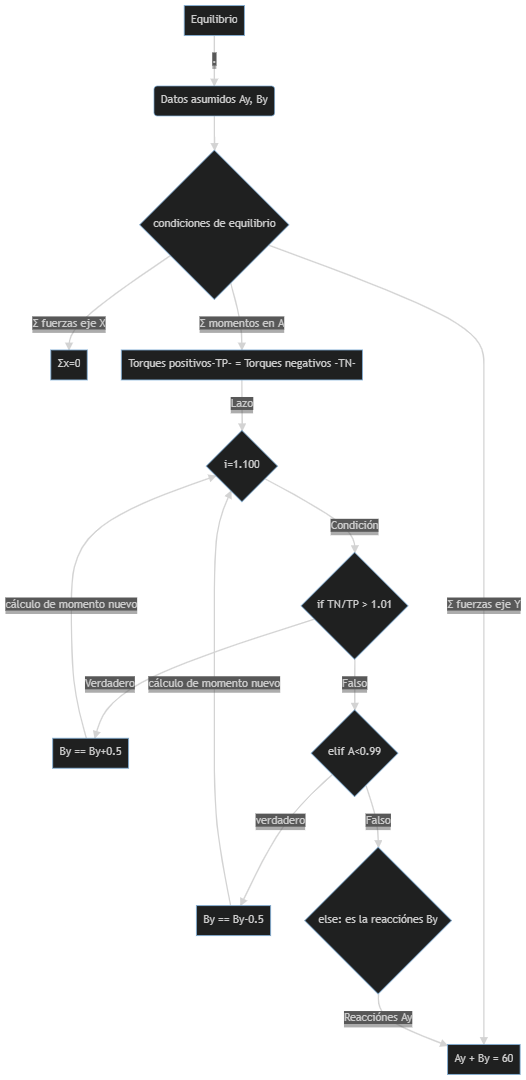 Equilibrio
.
Datos asumidos Ay, By
condiciones de equilibrio
Σ fuerzas eje X
Σ momentos en A
Σx=0
Torques positivos-TP- = Torques negativos -TN-
Lazo
i=1.100
Condición
cálculo de momento nuevo
if TN/TP > 1.01
Σ fuerzas eje Y
Verdadero
cálculo de momento nuevo
Falso
By == By+0.5
elif A<0.99
verdadero
Falso
By == By-0.5
else: es la reacciónes By
Reacciónes Ay
Ay + By = 60